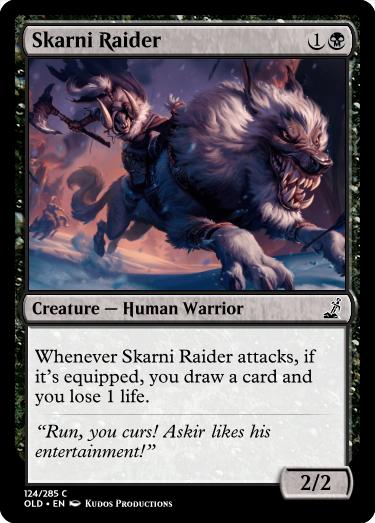 Skarni Raider 1
Creature — Human Warrior
Whenever Skarni Raider attacks, if
it's equipped, you draw a card and
you lose 1 life.
“Run, you curs! Askir likes his
entertainment!”
2/2
124/285 C
OLD • EN Kudos Productions